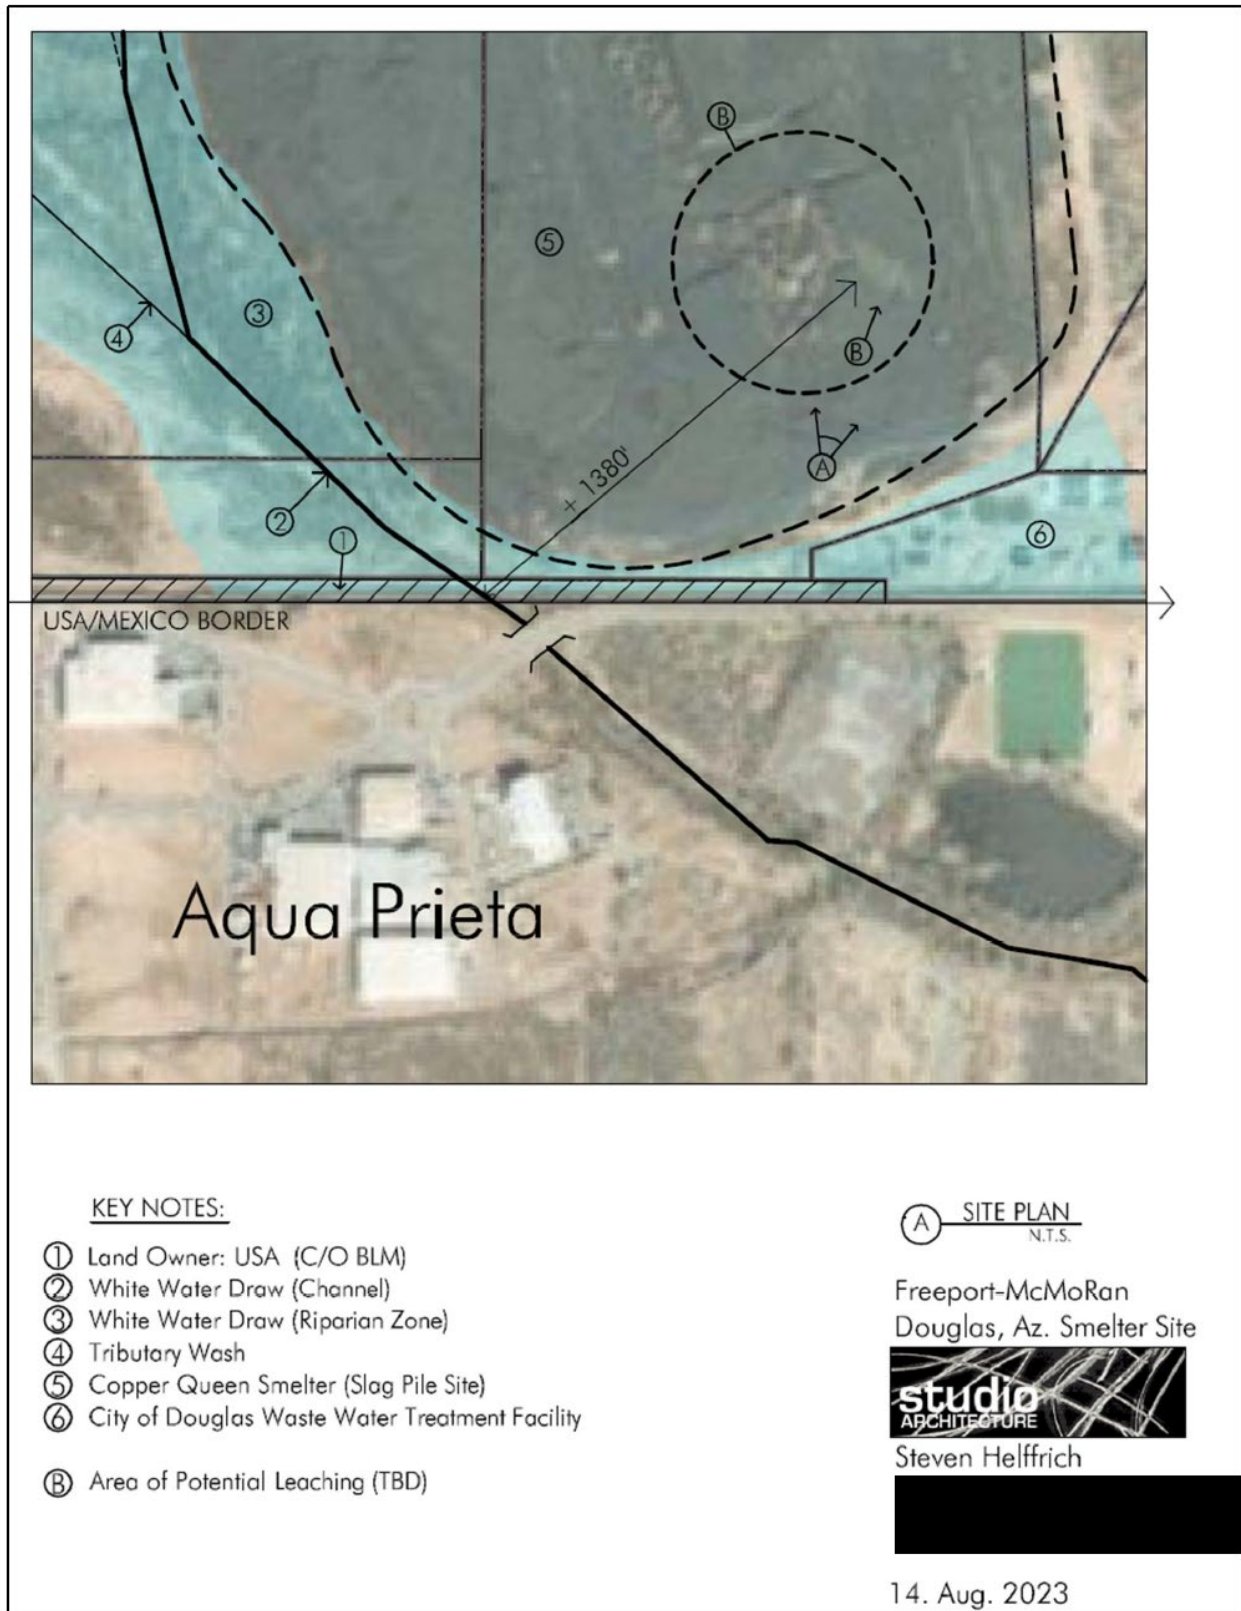 B
5
3
4
B
+ 1380'
A
2
1
6
USA/MEXICO BORDER
Aqua Prieta
KEY NOTES:
1 Land Owner: USA (C/O BLM)
2 White Water Draw (Channel)
3 White Water Draw (Riparian Zone)
4 Tributary Wash
5 Copper Queen Smelter (Slag Pile Site)
6 City of Douglas Waste Water Treatment Facility
B Area of Potential Leaching (TBD)
A SITE PLAN
N.T.S.
Freeport-McMoRan
Douglas, Az. Smelter Site
studio
ARCHITECTURE
Steven Helffrich
14. Aug. 2023